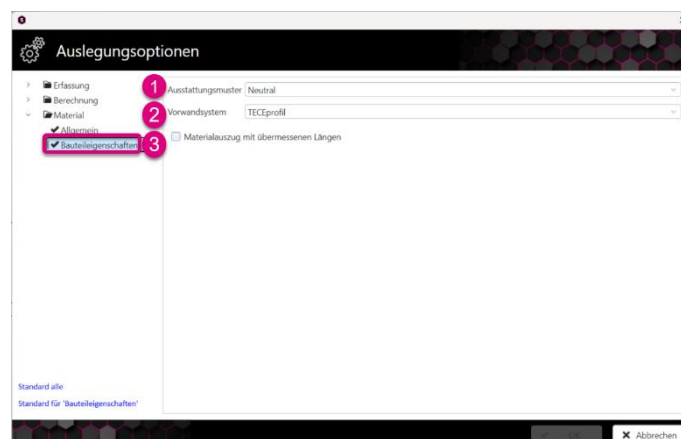 Auslegungsoptionen
Erfassung
Berechnung
Material
Allgemein
Bauteileigenschaften
1
Ausstattungsmuster Neutral
2
Vorwandsystem TECEprofil
3
Materialauszug mit übermessenen Längen
Standard alle
Standard für 'Bauteileigenschaften'
OK
Abbrechen